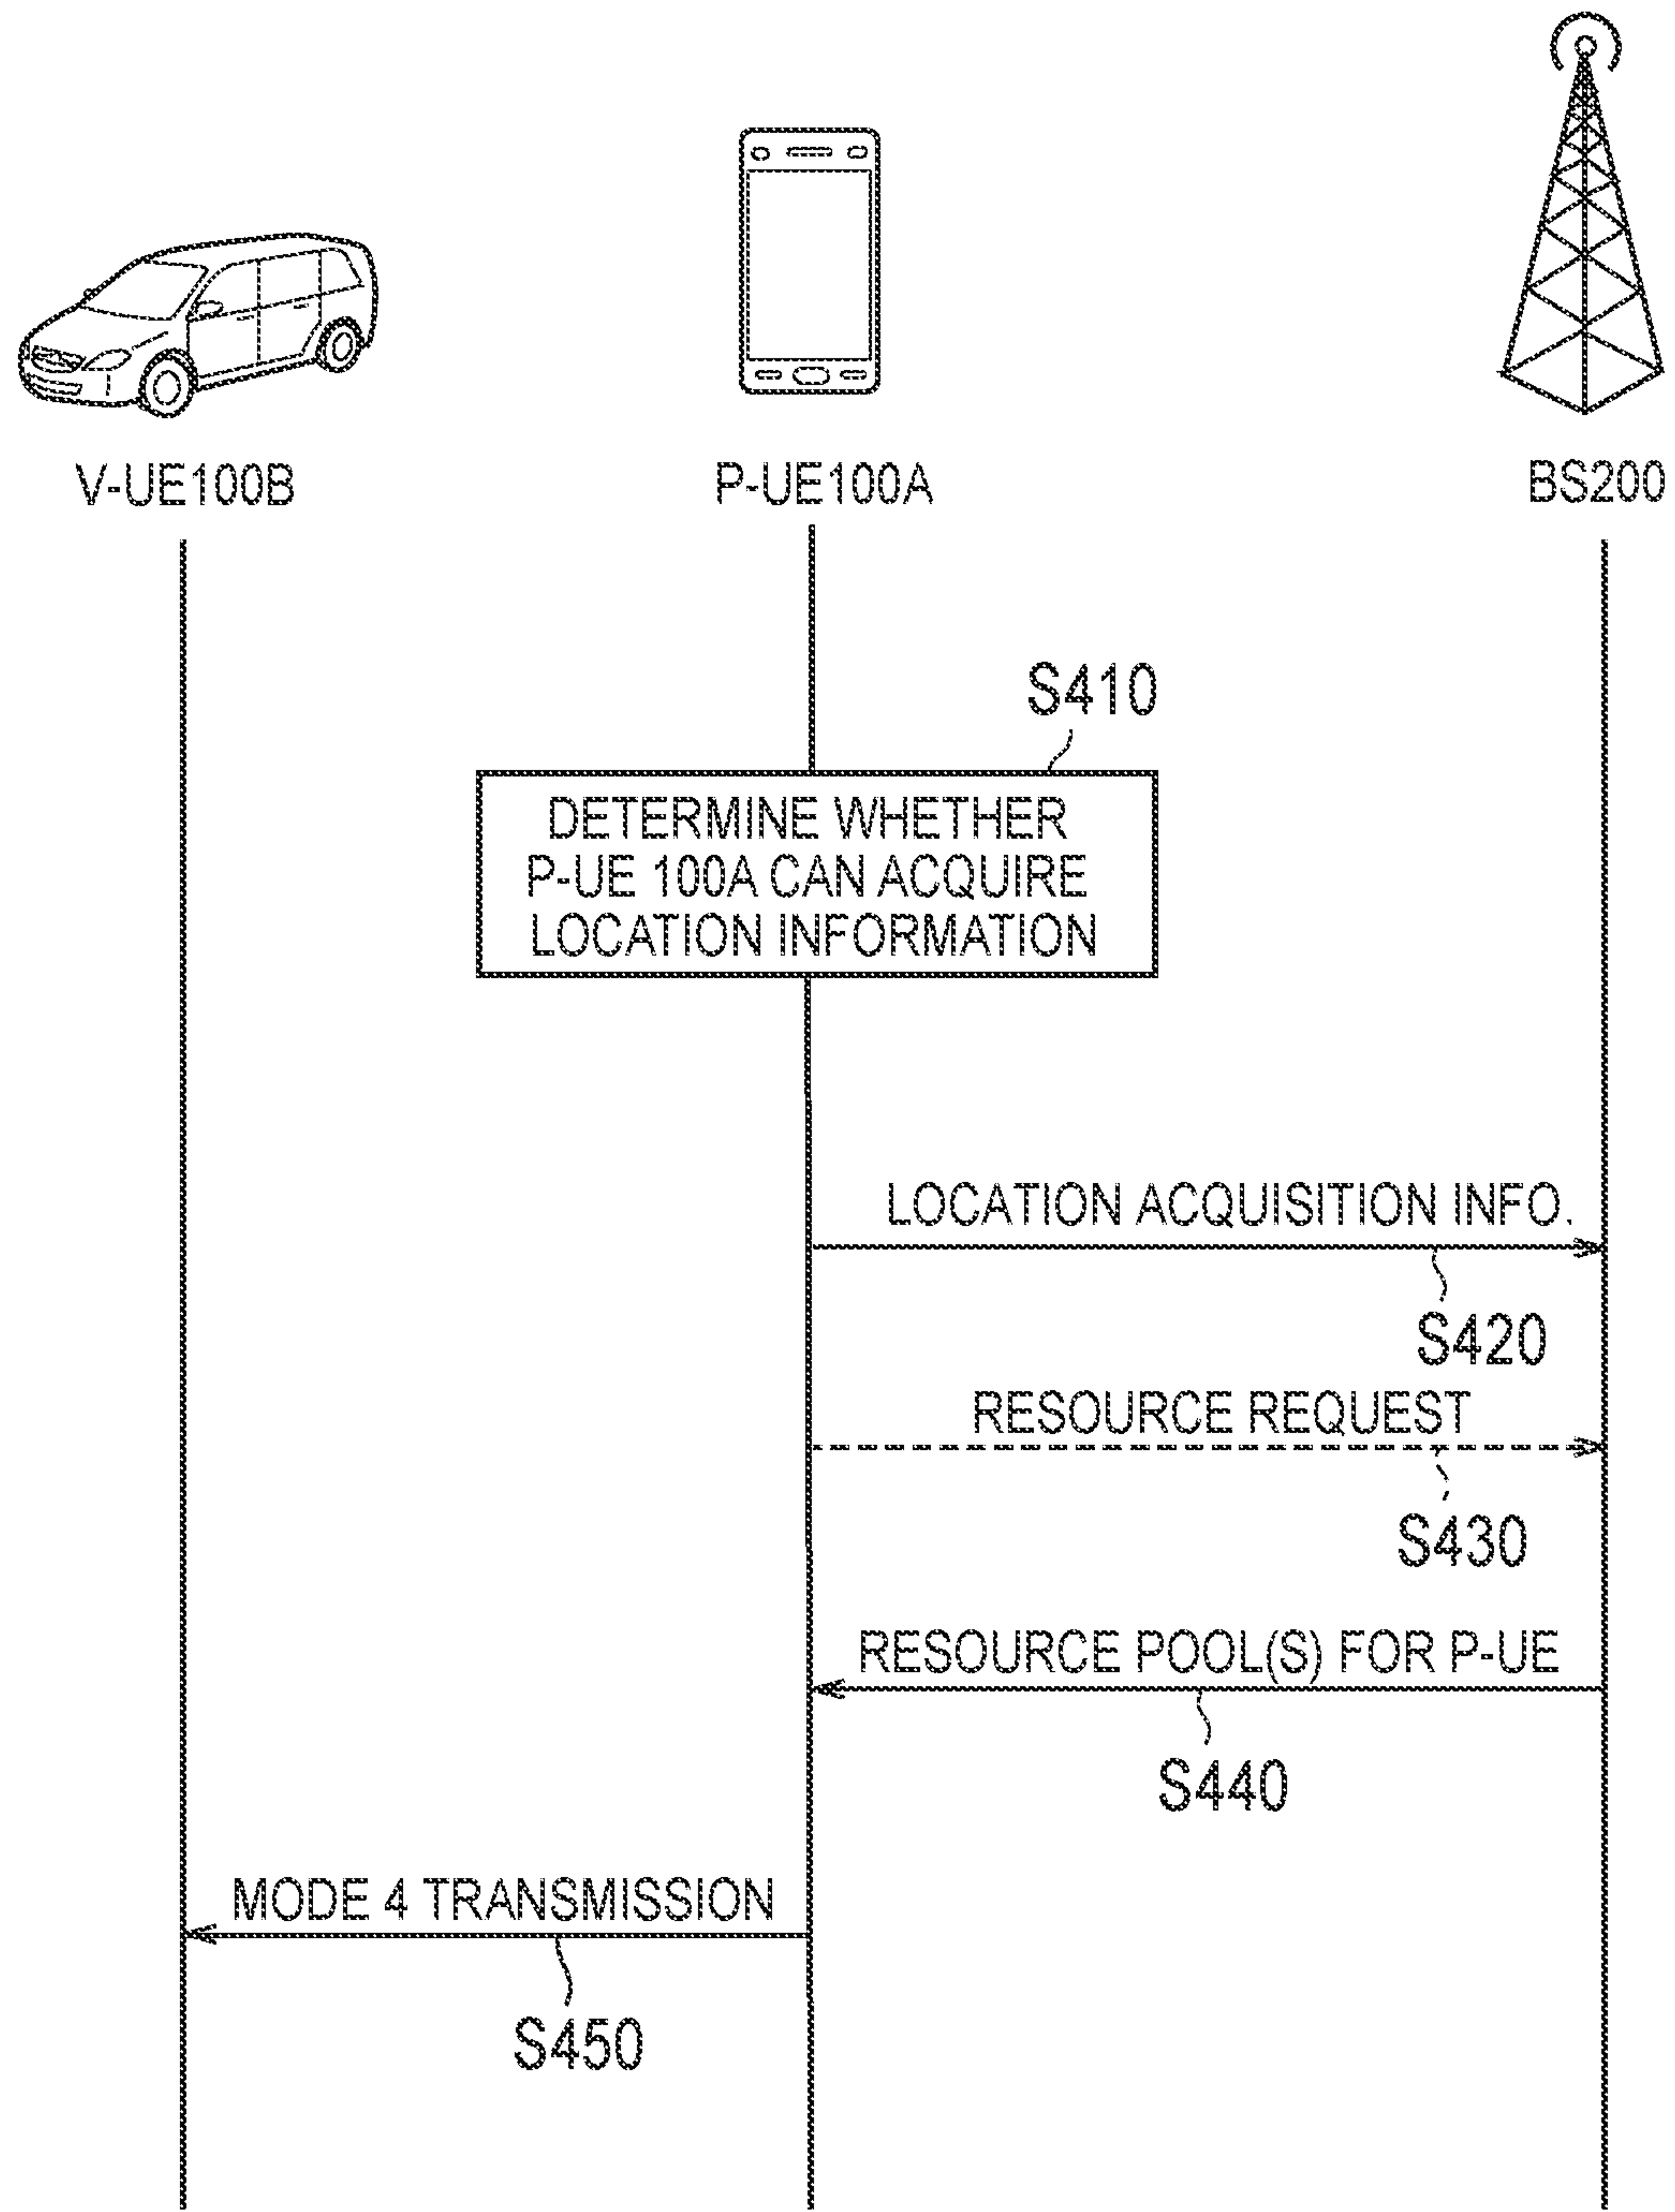 V-UE100B
P-UE100A
BS200
S410
DETERMINE WHETHER
P-UE 100A CAN ACQUIRE
LOCATION INFORMATION
LOCATION ACQUISITION INFO.
S420
RESOURCE REQUEST
S430
RESOURCE POOL(S) FOR P-UE
S440
MODE 4 TRANSMISSION
S450